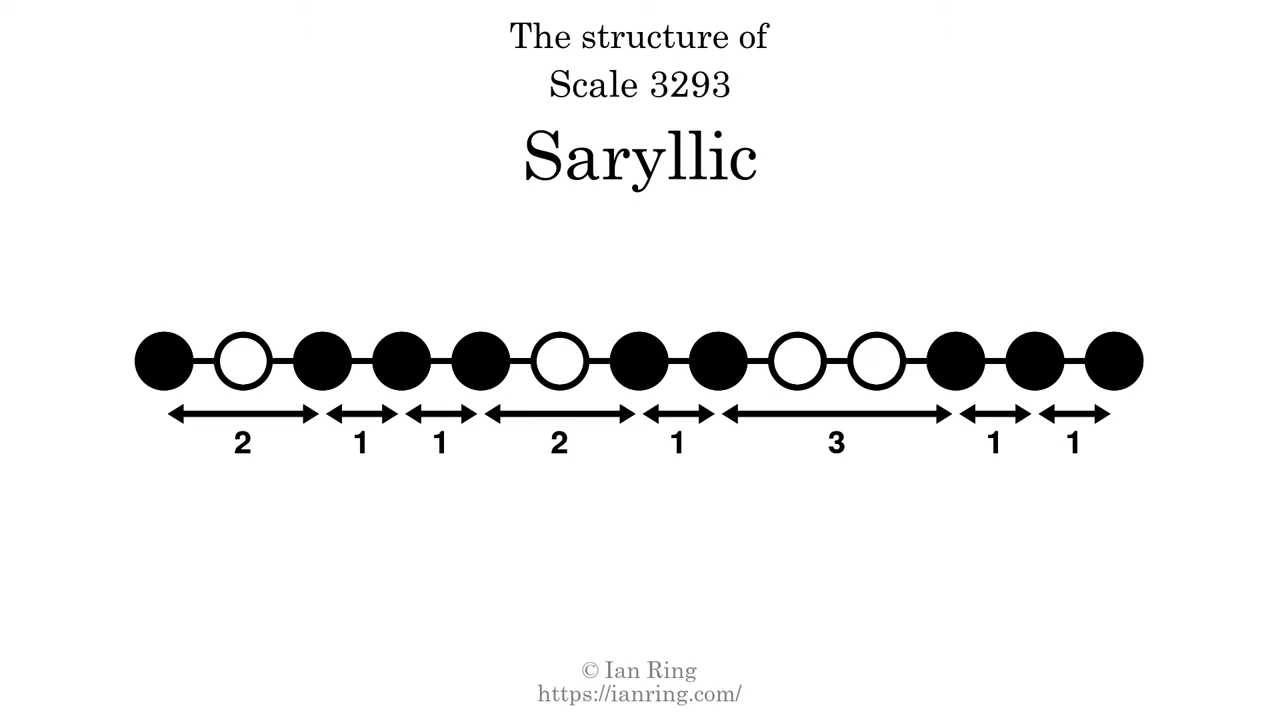 The structure of
Scale 3293
Saryllic
2 1 1 2 1 3 1 1
© Ian Ring
https://ianring.com/